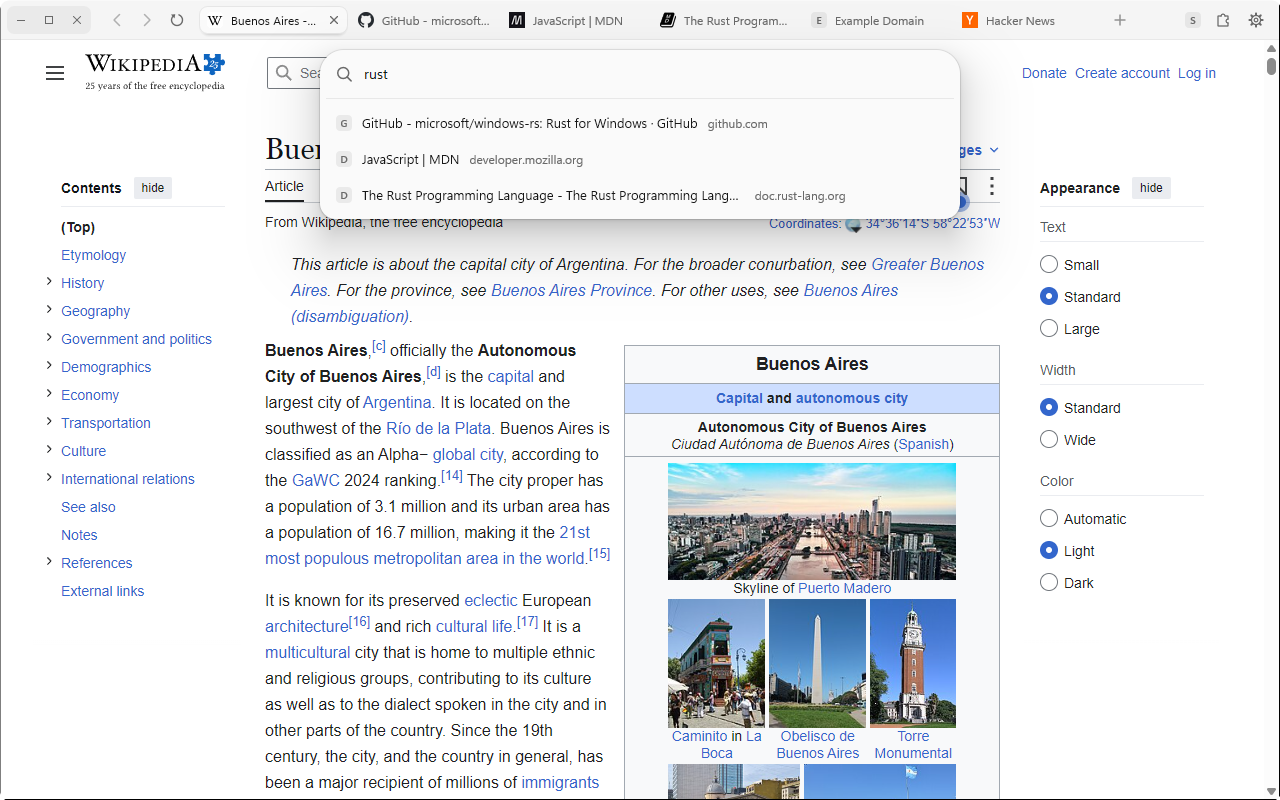 Buenos Aires - ...
GitHub - microsoft...
JavaScript | MDN
The Rust Program...
E Example Domain
Y Hacker News
S
WIKIPEDIA 25
25 years of the free encyclopedia
Sea
Donate Create account Log in
rust
G GitHub - microsoft/windows-rs: Rust for Windows · GitHub github.com
D JavaScript | MDN developer.mozilla.org
D The Rust Programming Language - The Rust Programming Lang... doc.rust-lang.org
Article
From Wikipedia, the free encyclopedia
Coordinates: 34°36′14″S 58°22′53″W
Contents hide
(Top)
Etymology
History
Geography
Government and politics
Demographics
Economy
Transportation
Culture
International relations
See also
Notes
References
External links
This article is about the capital city of Argentina. For the broader conurbation, see Greater Buenos
Aires. For the province, see Buenos Aires Province. For other uses, see Buenos Aires
(disambiguation).
Buenos Aires,[c] officially the Autonomous
City of Buenos Aires,[d] is the capital and
largest city of Argentina. It is located on the
southwest of the Río de la Plata. Buenos Aires is
classified as an Alpha− global city, according to
the GaWC 2024 ranking.[14] The city proper has
a population of 3.1 million and its urban area has
a population of 16.7 million, making it the 21st
most populous metropolitan area in the world.[15]
It is known for its preserved eclectic European
architecture[16] and rich cultural life.[17] It is a
multicultural city that is home to multiple ethnic
and religious groups, contributing to its culture
as well as to the dialect spoken in the city and in
other parts of the country. Since the 19th
century, the city, and the country in general, has
been a major recipient of millions of immigrants
Buenos Aires
Capital and autonomous city
Autonomous City of Buenos Aires
Ciudad Autónoma de Buenos Aires (Spanish)
Skyline of Puerto Madero
Caminito in La
Boca
Obelisco de
Buenos Aires
Torre
Monumental
Appearance hide
Text
Small
Standard
Large
Width
Standard
Wide
Color
Automatic
Light
Dark